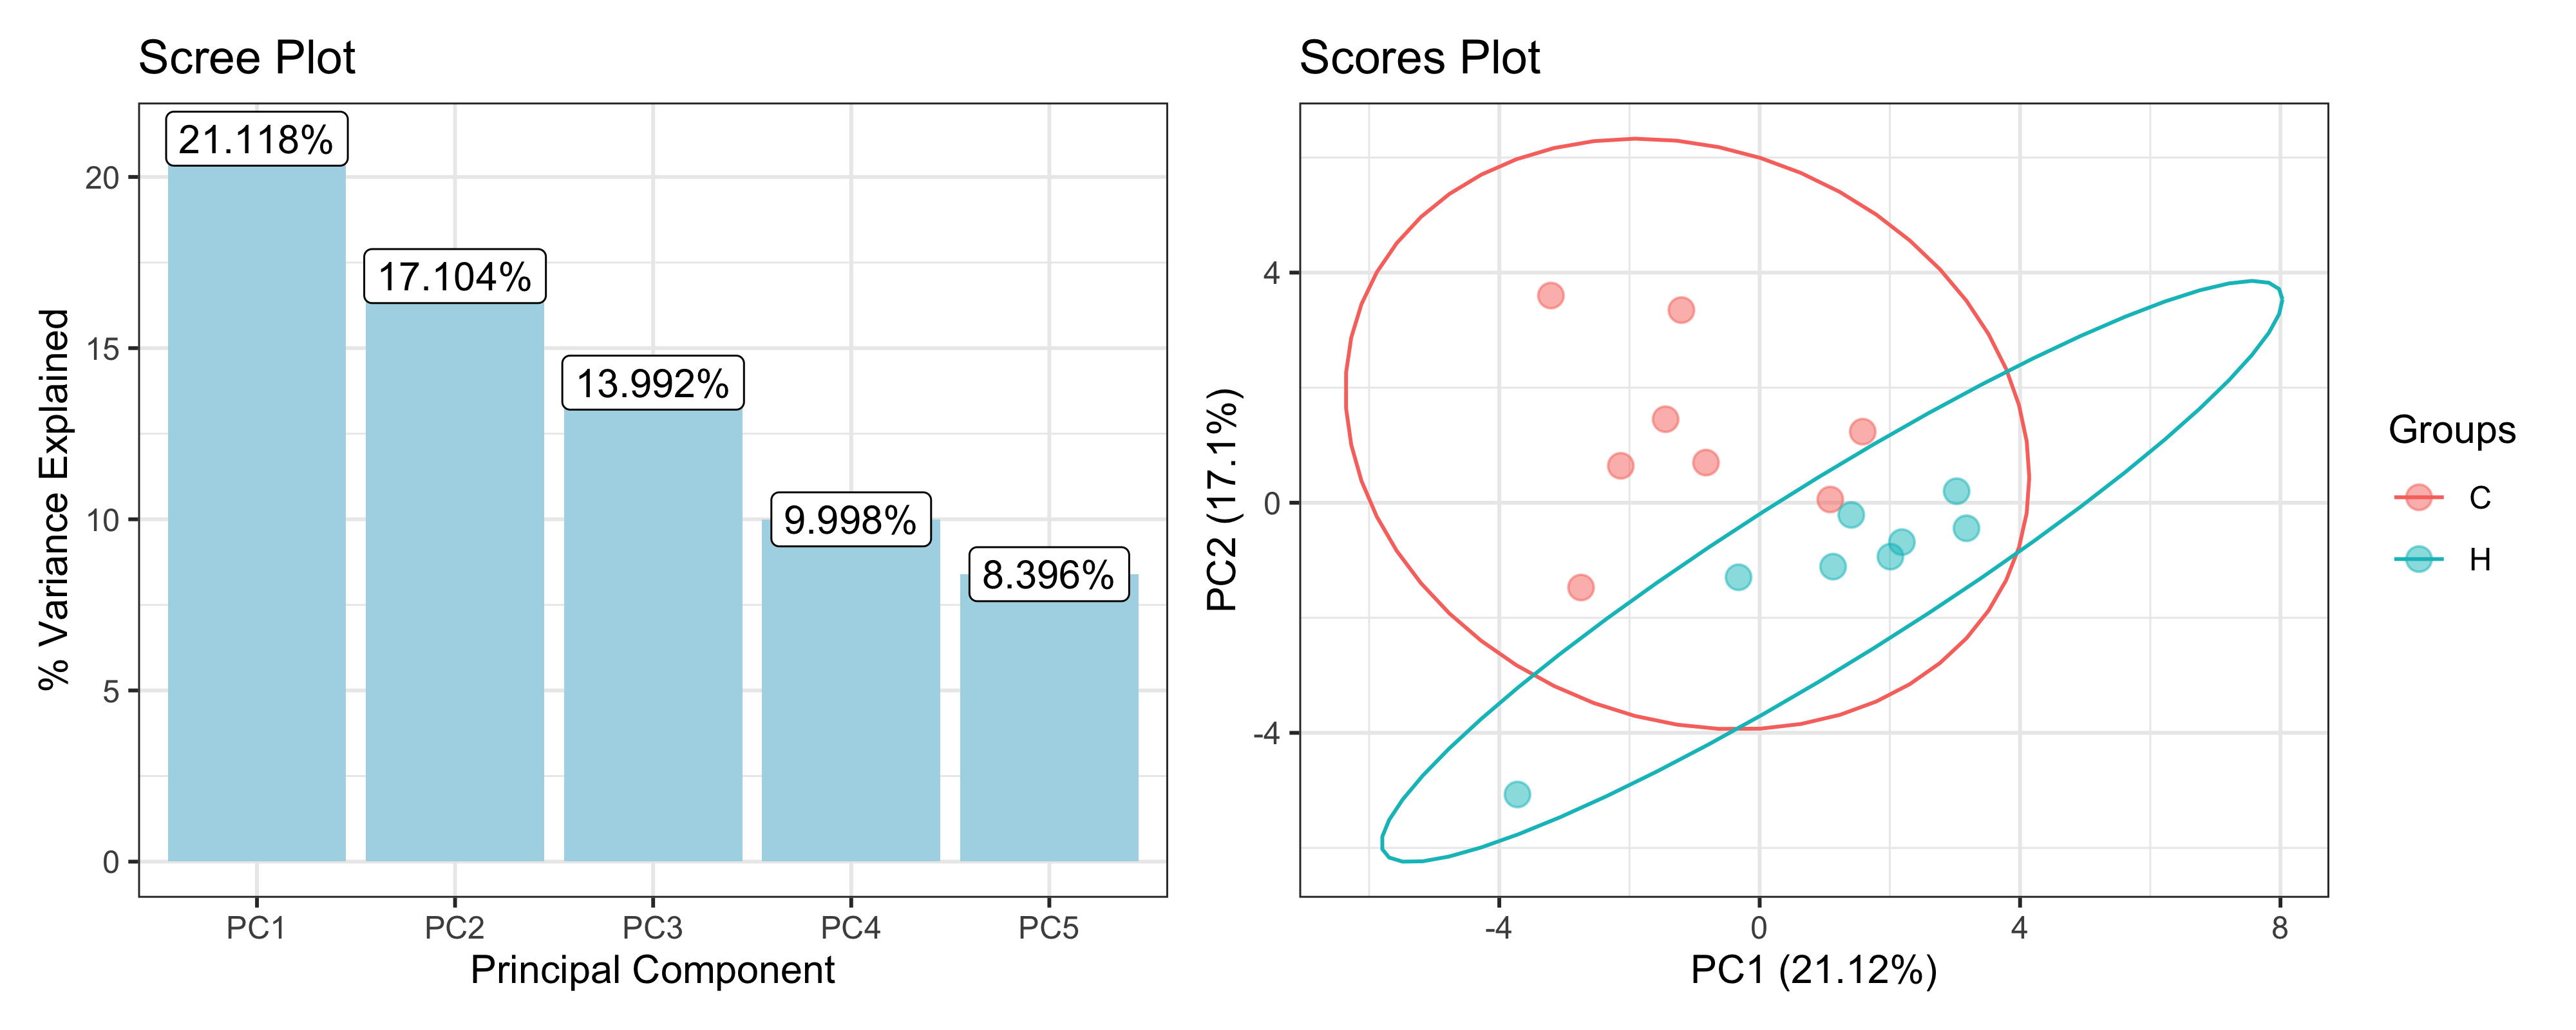 Scree Plot
% Variance Explained
20
15
10
5
0
21.118%
17.104%
13.992%
9.998%
8.396%
PC1 PC2 PC3 PC4 PC5
Principal Component
Scores Plot
PC2 (17.1%)
4
0
-4
-4 0 4 8
PC1 (21.12%)
Groups
C
H